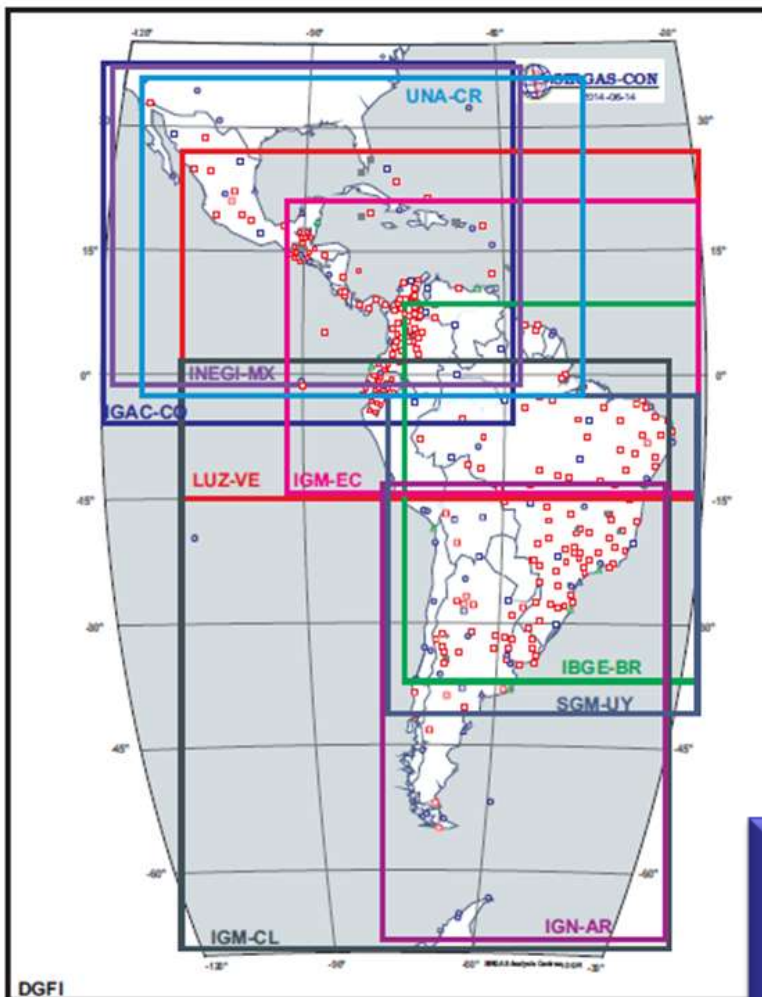 -120° -90° -60° -30°
SIRGAS-CON
2014-06-14
UNA-CR
30° 30°
15° 15°
0° 0°
INEGI-MX
IGAC-CO
LUZ-VE IGM-EC
-15° -15°
-30° -30°
IBGE-BR
SGM-UY
-45° -45°
-60° -60°
IGN-AR
IGM-CL
-120° -90° -60° -30°
DGFI